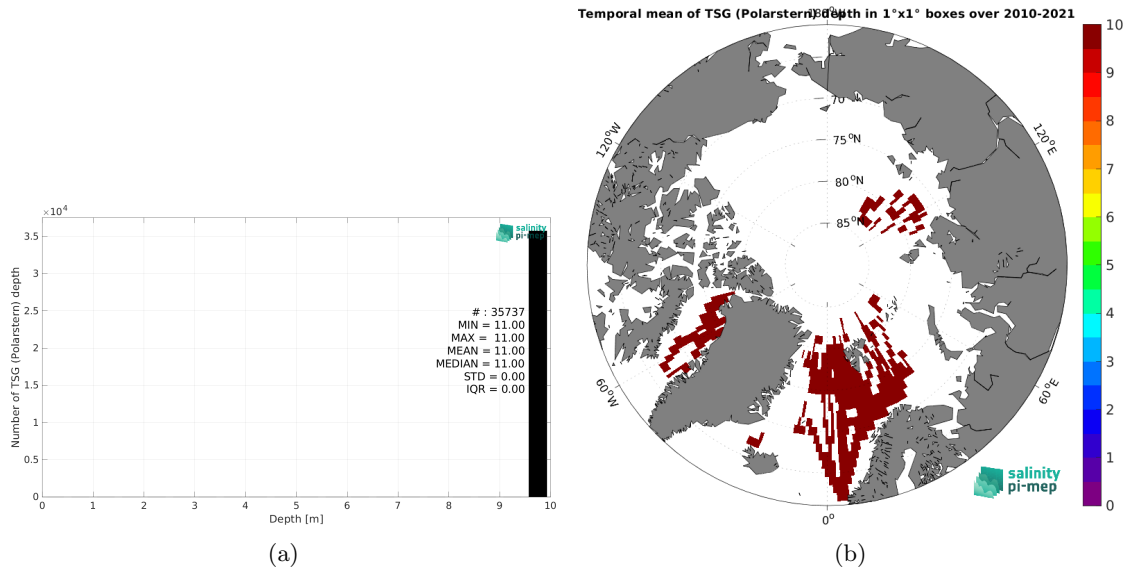 ×10⁴
3.5
3
2.5
2
1.5
1
0.5
0
0 1 2 3 4 5 6 7 8 9 10
Number of TSG (Polarstern) depth
Depth [m]
salinity
pi-mep
# : 35737
MIN = 11.00
MAX = 11.00
MEAN = 11.00
MEDIAN = 11.00
STD = 0.00
IQR = 0.00
(a)
Temporal mean of TSG (Polarstern) depth in 1°x1° boxes over 2010-2021
180°W
120°W
120°E
60°W
60°E
0°
70
75°N
80°N
85°N
10
9
8
7
6
5
4
3
2
1
0
salinity
pi-mep
(b)